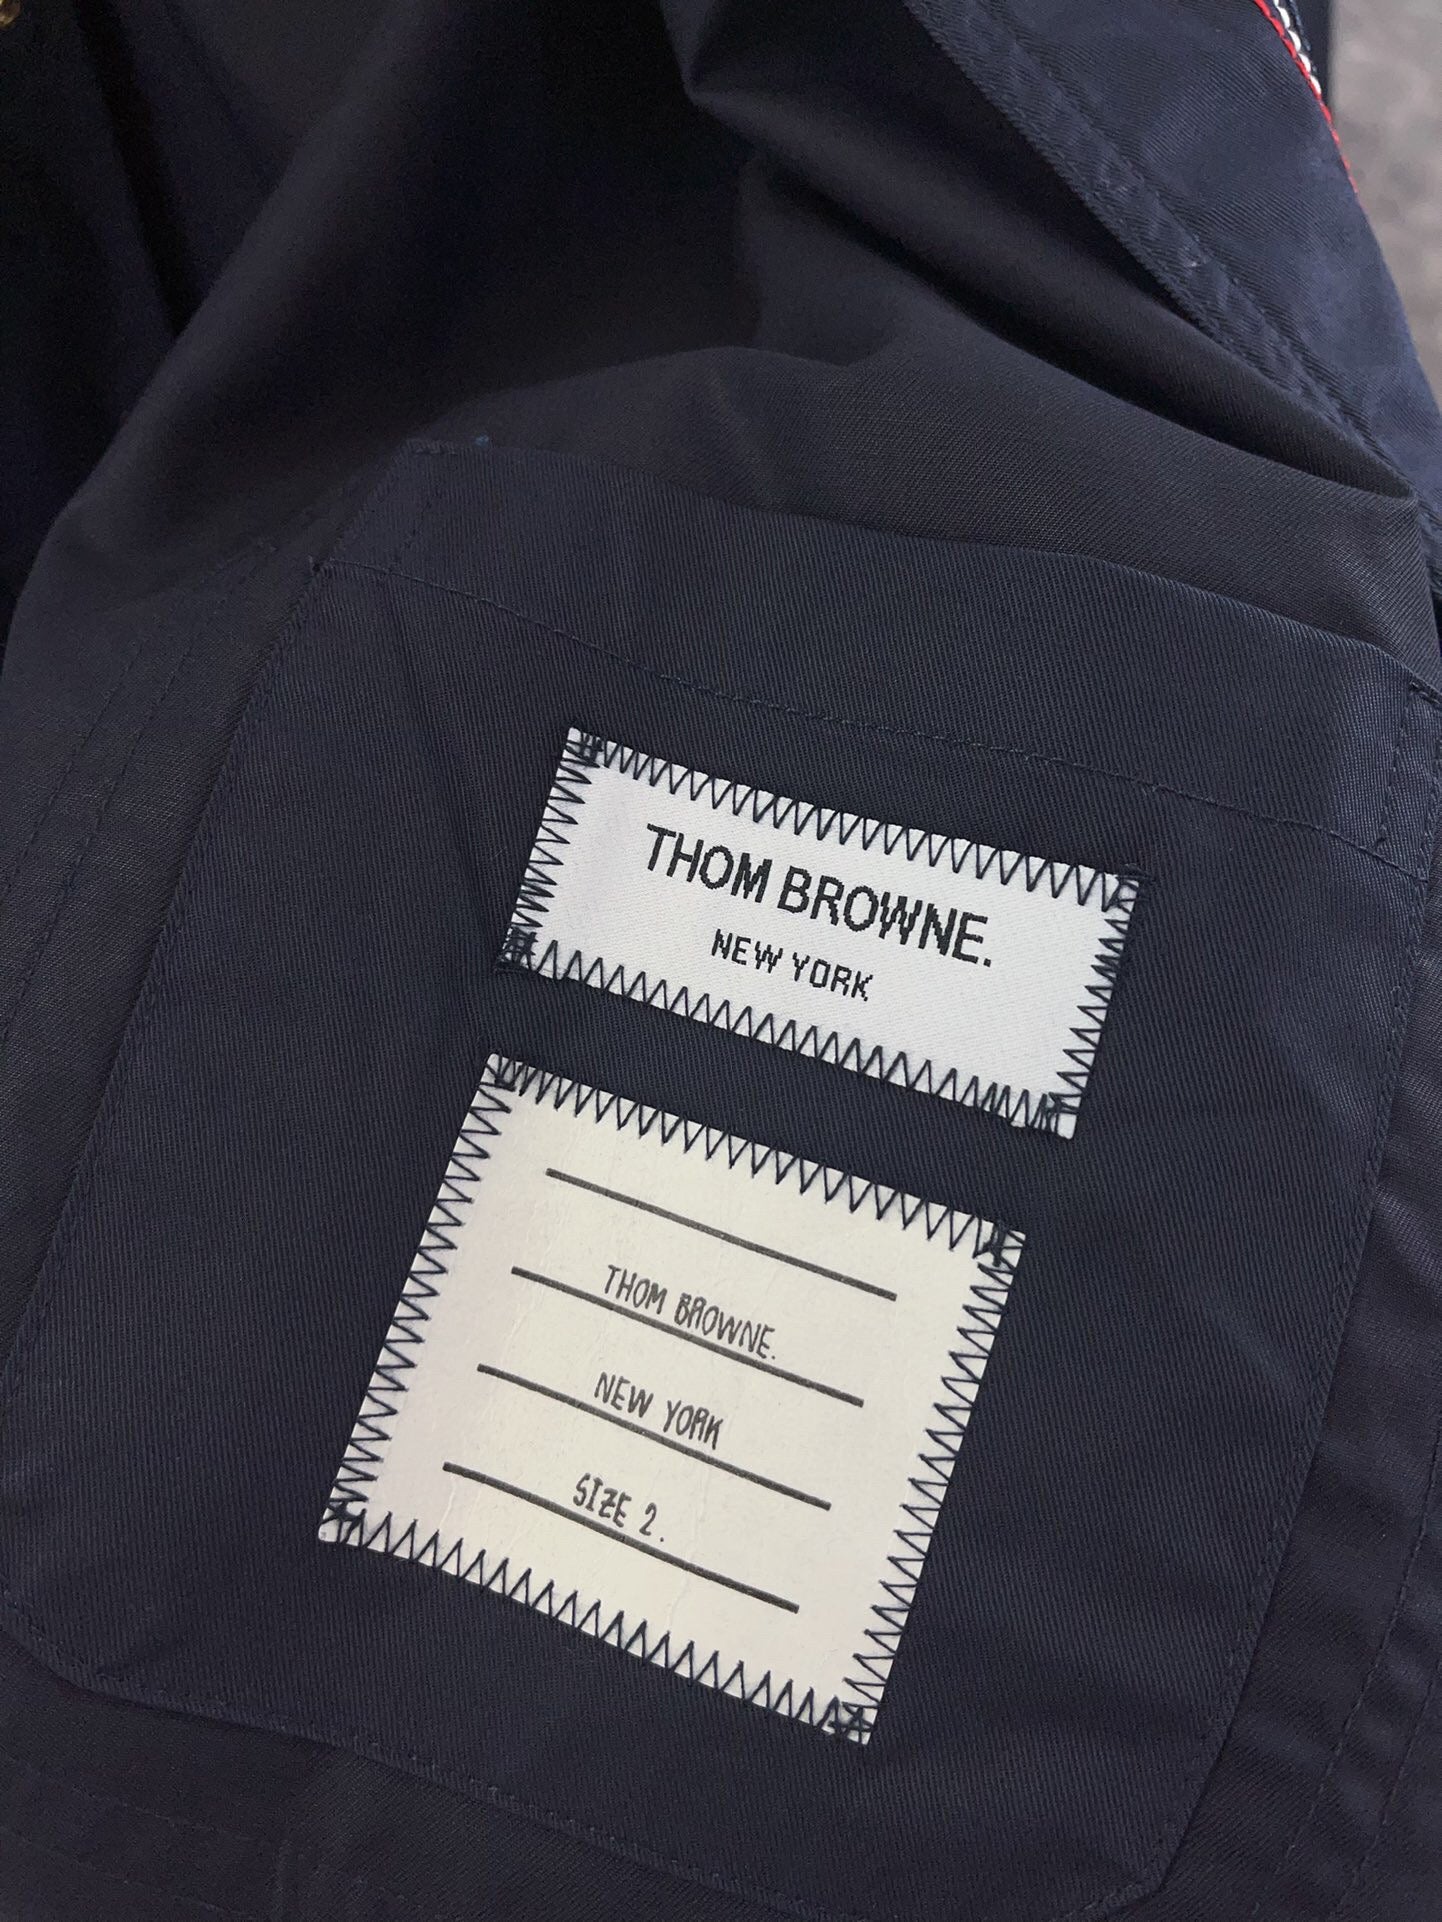 THOM BROWNE.
NEW YORK
THOM BROWNE.
NEW YORK
SIZE 2.